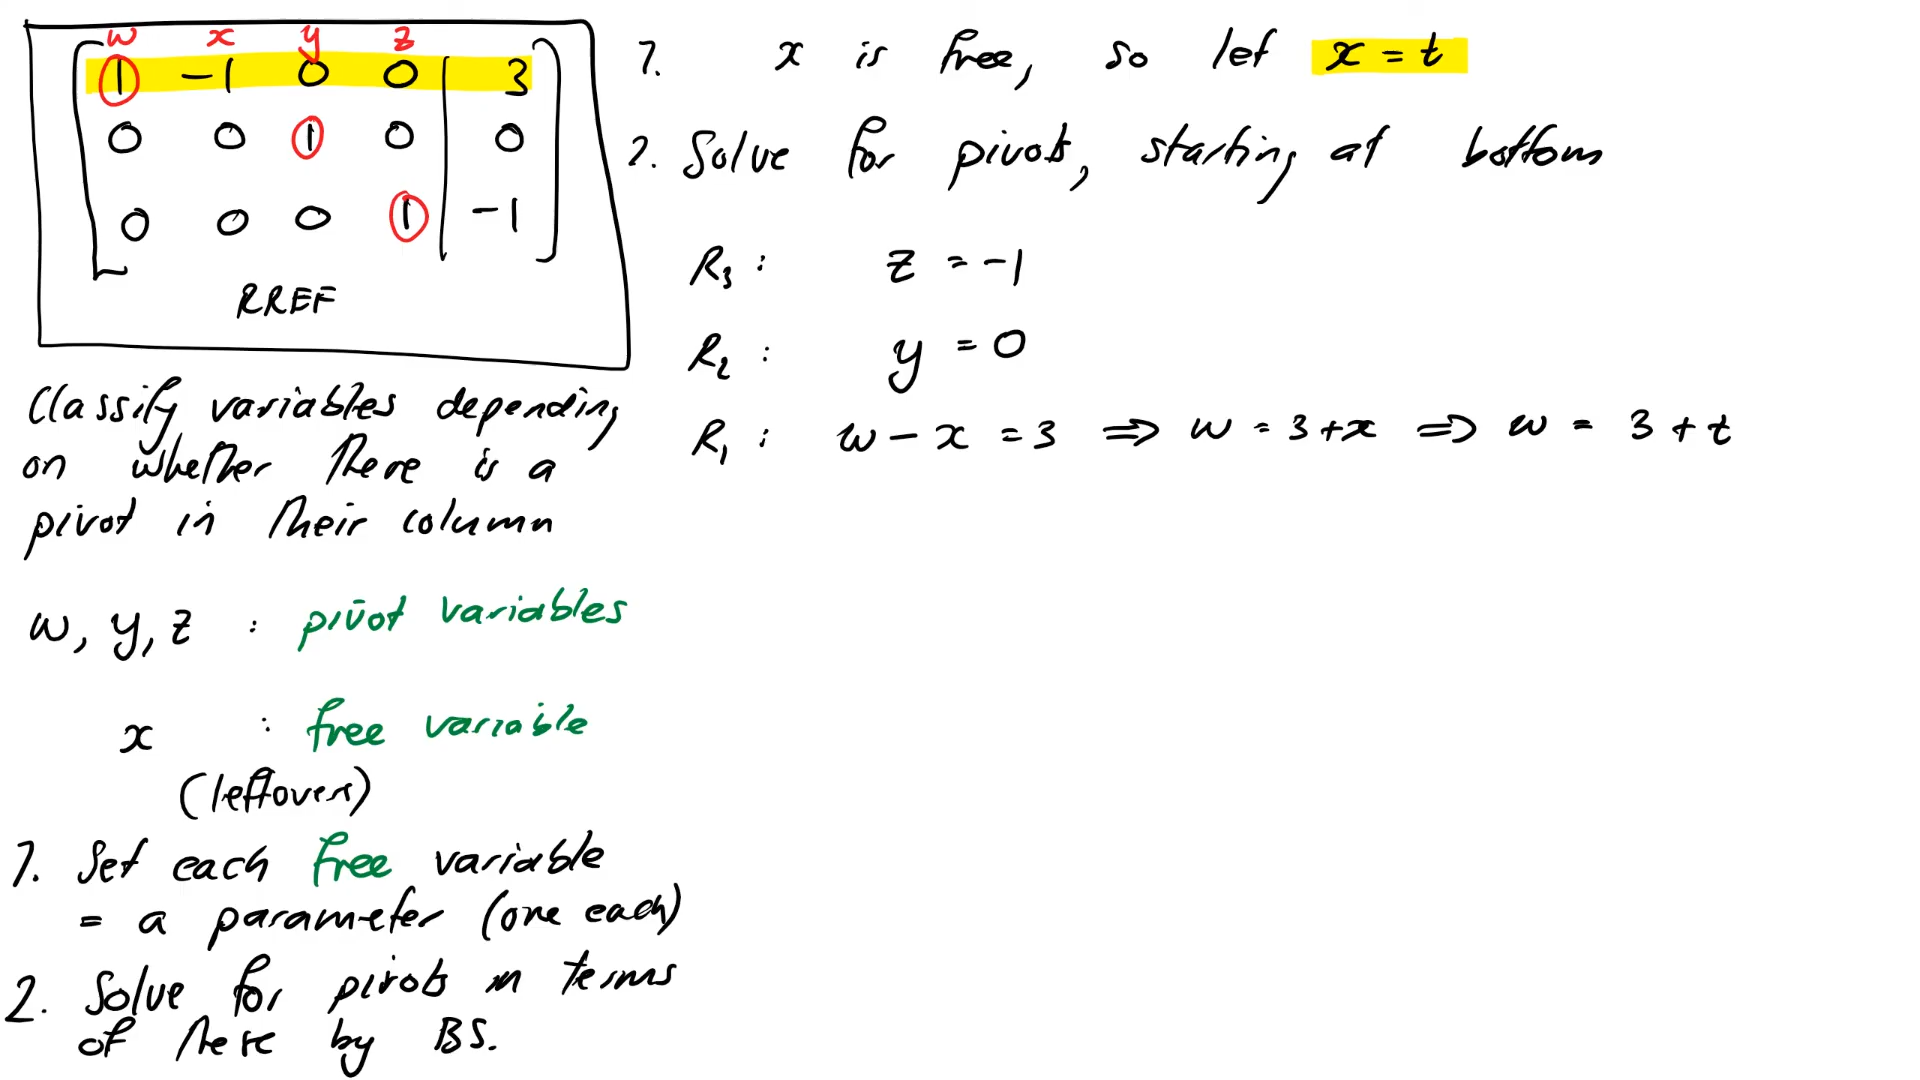 w x y z
1 -1 0 0 | 3
0 0 1 0 | 0
0 0 0 1 | -1
RREF
Classify variables depending
on whether there is a
pivot in their column
w, y, z : pivot variables
x : free variable
(leftovers)
1. Set each free variable
= a parameter (one each)
2. Solve for pivots in terms
of these by BS.
1. x is free, so let x = t
2. Solve for pivots, starting at bottom
R₃ : z = -1
R₂ : y = 0
R₁ : w - x = 3 ⇒ w = 3 + x ⇒ w = 3 + t